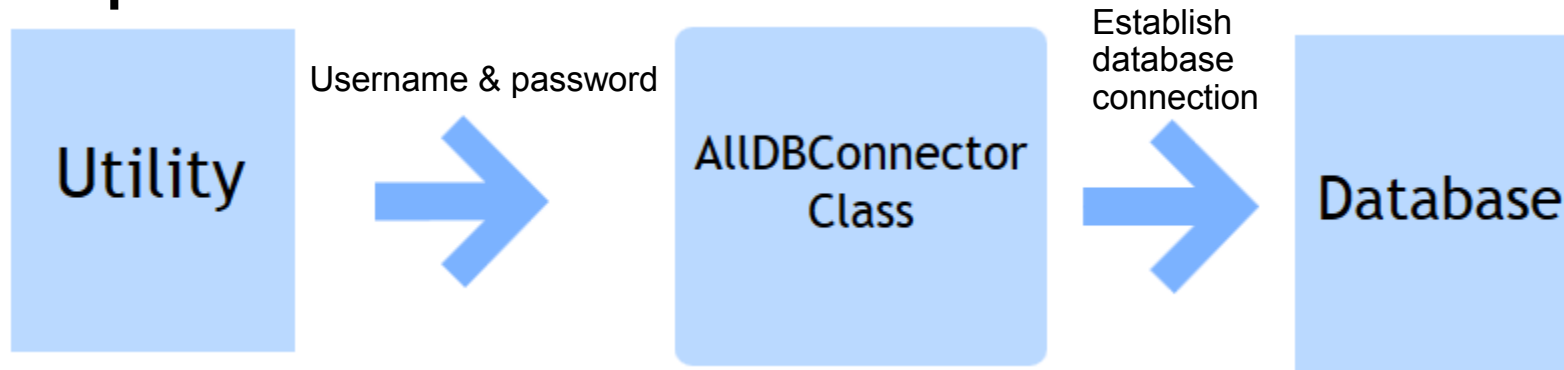 Utility
Username & password
AllDBConnector
Class
Establish
database
connection
Database